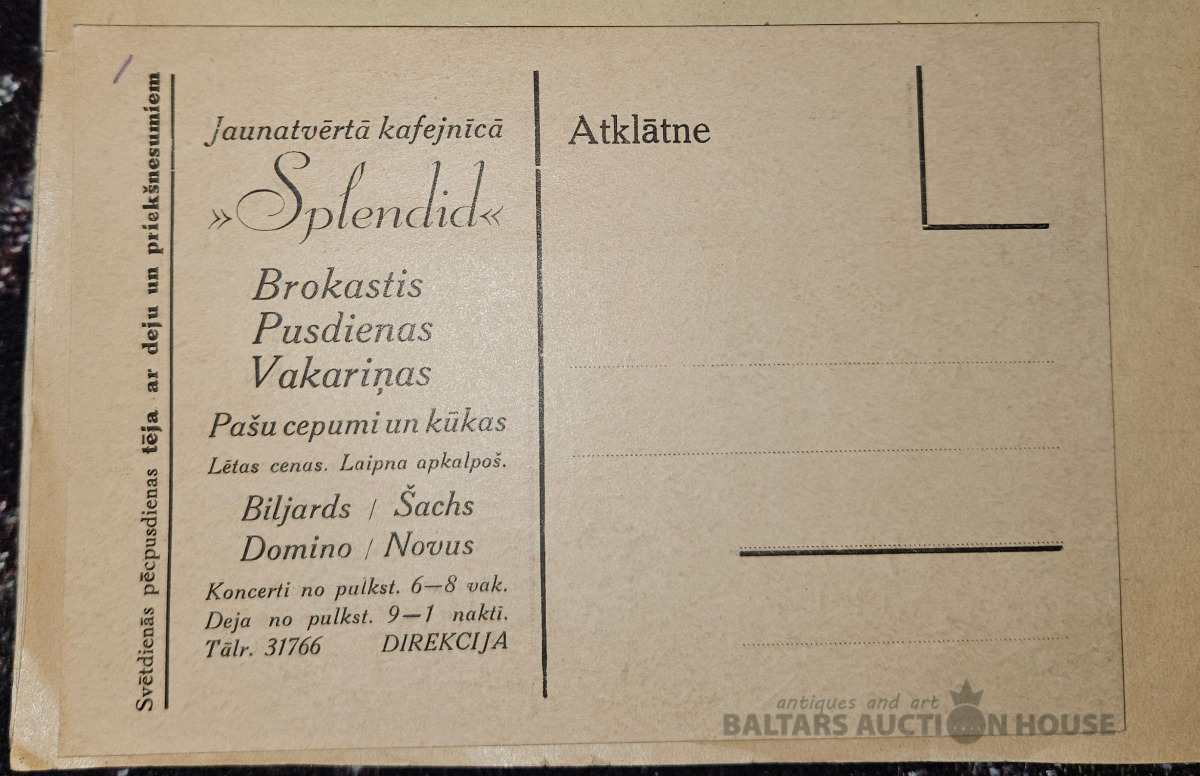 Svētdienās pēcpusdienas tēja ar deju un priekšnesumiem
Jaunatvērtā kafejnīcā
»Splendid«
Brokastis
Pusdienas
Vakariņas
Pašu cepumi un kūkas
Lētas cenas. Laipna apkalpoš.
Biljards / Šachs
Domino / Novus
Koncerti no pulkst. 6—8 vak.
Deja no pulkst. 9—1 naktī.
Tālr. 31766 DIREKCIJA
Atklātne
antiques and art
BALTARS AUCTION HOUSE